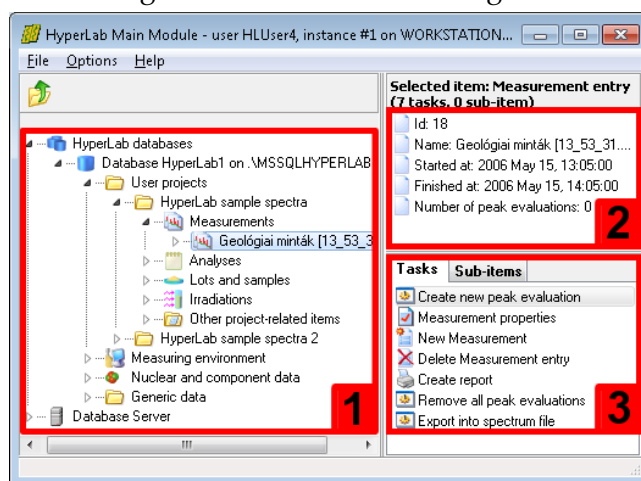 HyperLab Main Module - user HLUser4, instance #1 on WORKSTATION...
File Options Help
HyperLab databases
Database HyperLab1 on .\MSSQLHYPERLAB
User projects
HyperLab sample spectra
Measurements
Geológiai minták [13_53_3
Analyses
Lots and samples
Irradiations
Other project-related items
HyperLab sample spectra 2
Measuring environment
Nuclear and component data
Generic data
Database Server
1
Selected item: Measurement entry
(7 tasks, 0 sub-item)
Id: 18
Name: Geológiai minták [13_53_31....
Started at: 2006 May 15, 13:05:00
Finished at: 2006 May 15, 14:05:00
Number of peak evaluations: 0
2
Tasks Sub-items
Create new peak evaluation
Measurement properties
New Measurement
Delete Measurement entry
Create report
Remove all peak evaluations
Export into spectrum file
3